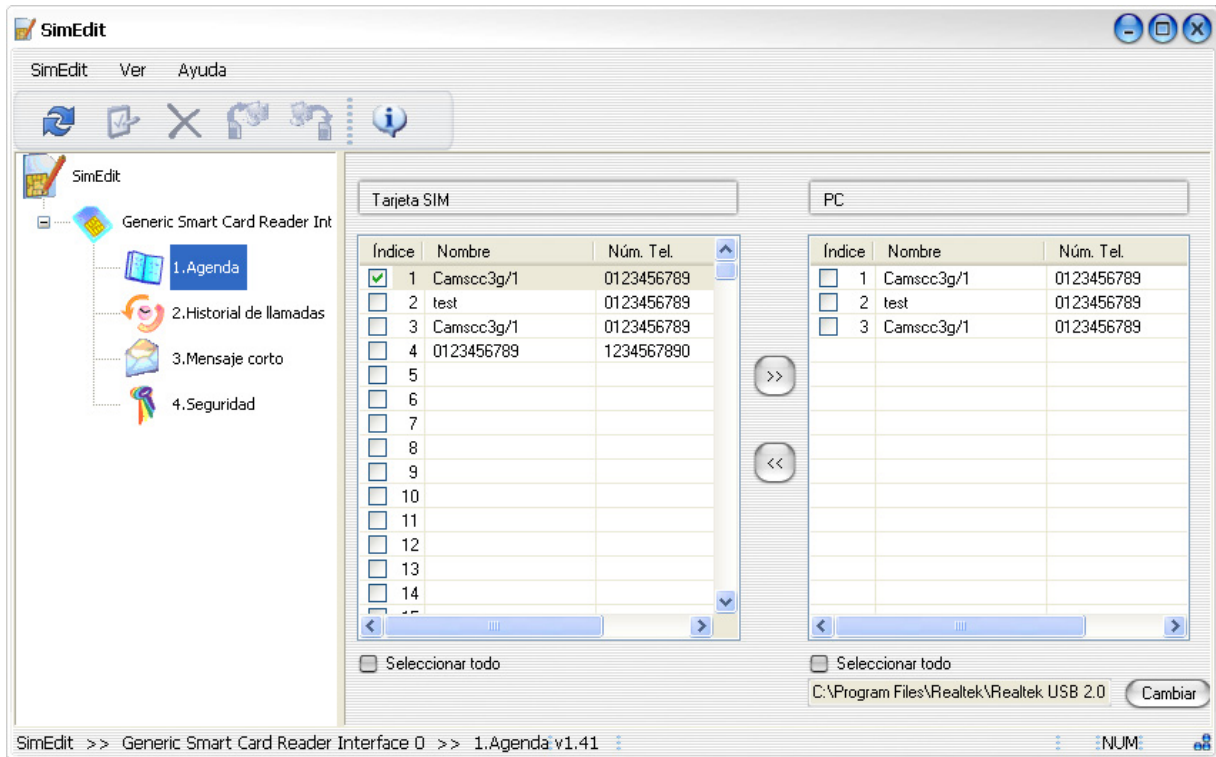 SimEdit
SimEdit Ver Ayuda
SimEdit
Generic Smart Card Reader Int
1.Agenda
2.Historial de llamadas
3.Mensaje corto
4.Seguridad
Tarjeta SIM
Índice Nombre Núm. Tel.
1 Camscc3g/1 0123456789
2 test 0123456789
3 Camscc3g/1 0123456789
4 0123456789 1234567890
5
6
7
8
9
10
11
12
13
14
15
Seleccionar todo
>>
<<
PC
Índice Nombre Núm. Tel.
1 Camscc3g/1 0123456789
2 test 0123456789
3 Camscc3g/1 0123456789
Seleccionar todo
C:\Program Files\Realtek\Realtek USB 2.0 Cambiar
SimEdit >> Generic Smart Card Reader Interface 0 >> 1.Agenda v1.41 NUM